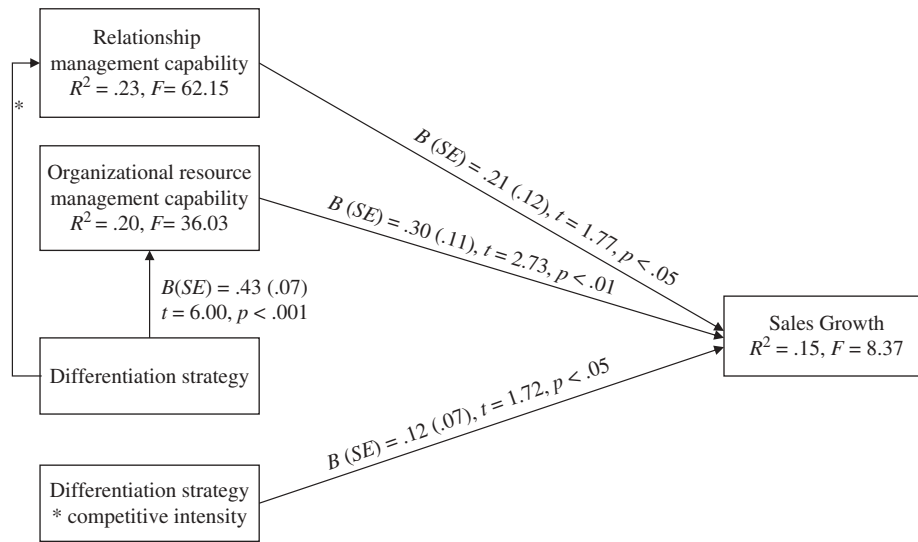 Relationship
management capability
R² = .23, F= 62.15
*
Organizational resource
management capability
R² = .20, F= 36.03
B (SE) = .21 (.12), t = 1.77, p < .05
B (SE) = .30 (.11), t = 2.73, p < .01
B(SE) = .43 (.07)
t = 6.00, p < .001
Sales Growth
R² = .15, F = 8.37
Differentiation strategy
B (SE) = .12 (.07), t = 1.72, p < .05
Differentiation strategy
* competitive intensity